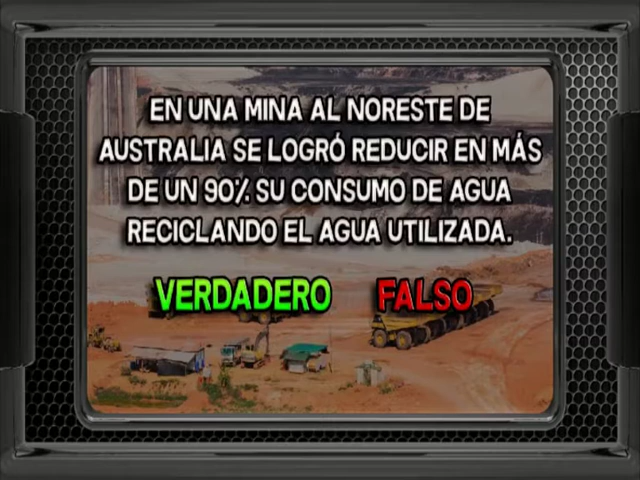 EN UNA MINA AL NORESTE DE
AUSTRALIA SE LOGRÓ REDUCIR EN MÁS
DE UN 90% SU CONSUMO DE AGUA
RECICLANDO EL AGUA UTILIZADA.
VERDADERO FALSO